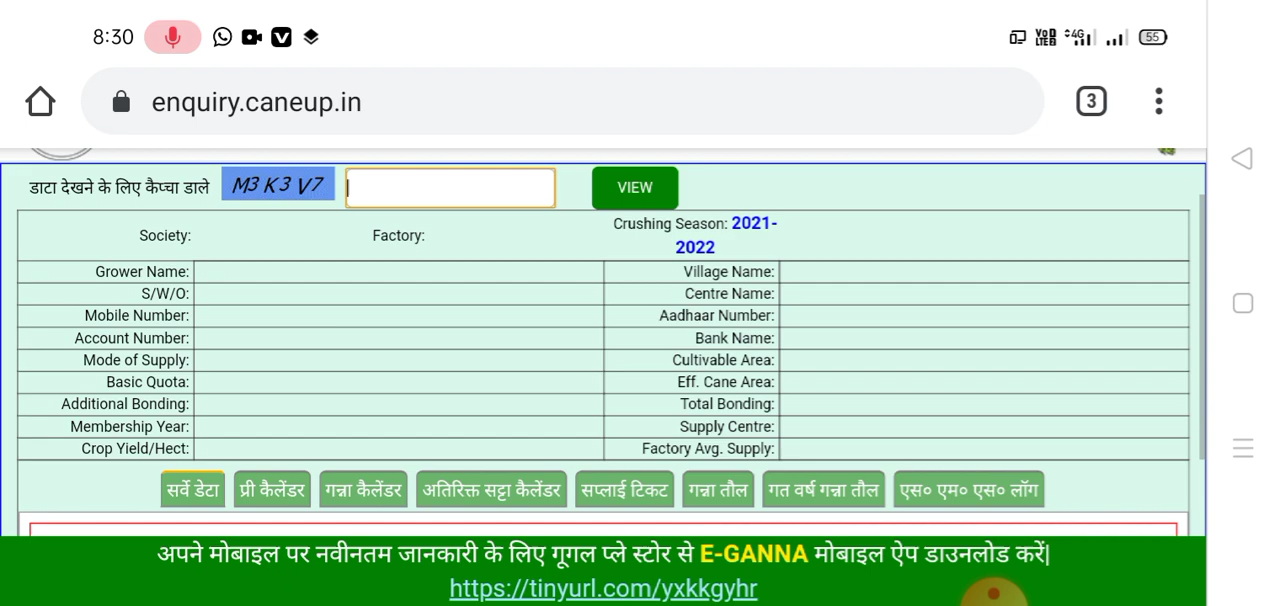 8:30 VoD LTE2 4G 55
enquiry.caneup.in 3
डाटा देखने के लिए कैप्चा डाले M3 K3 V7 VIEW
Society: Factory: Crushing Season: 2021-
2022
Grower Name: Village Name:
S/W/O: Centre Name:
Mobile Number: Aadhaar Number:
Account Number: Bank Name:
Mode of Supply: Cultivable Area:
Basic Quota: Eff. Cane Area:
Additional Bonding: Total Bonding:
Membership Year: Supply Centre:
Crop Yield/Hect: Factory Avg. Supply:
सर्वे डेटा प्री कैलेंडर गन्ना कैलेंडर अतिरिक्त सट्टा कैलेंडर सप्लाई टिकट गन्ना तौल गत वर्ष गन्ना तौल एस० एम० एस० लॉग
अपने मोबाइल पर नवीनतम जानकारी के लिए गूगल प्ले स्टोर से E-GANNA मोबाइल ऐप डाउनलोड करें|
https://tinyurl.com/yxkkgyhr